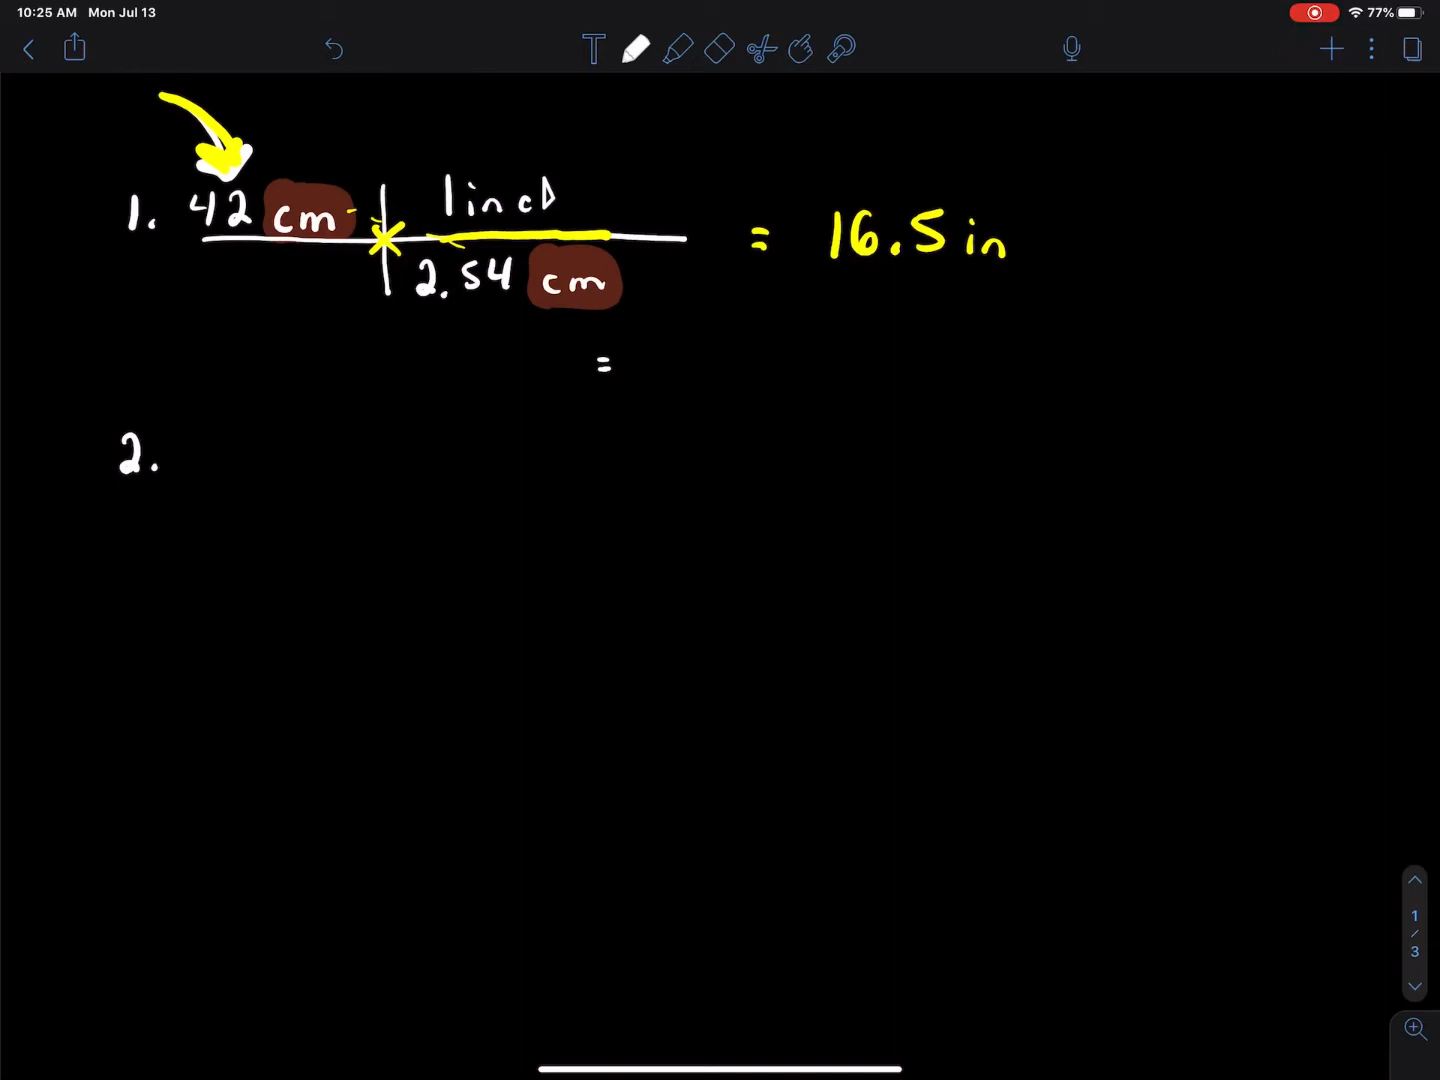 10:25 AM Mon Jul 13
77%
T
1. 42 cm 1 inch = 16.5 in
2.54 cm
=
2.
1
/
3